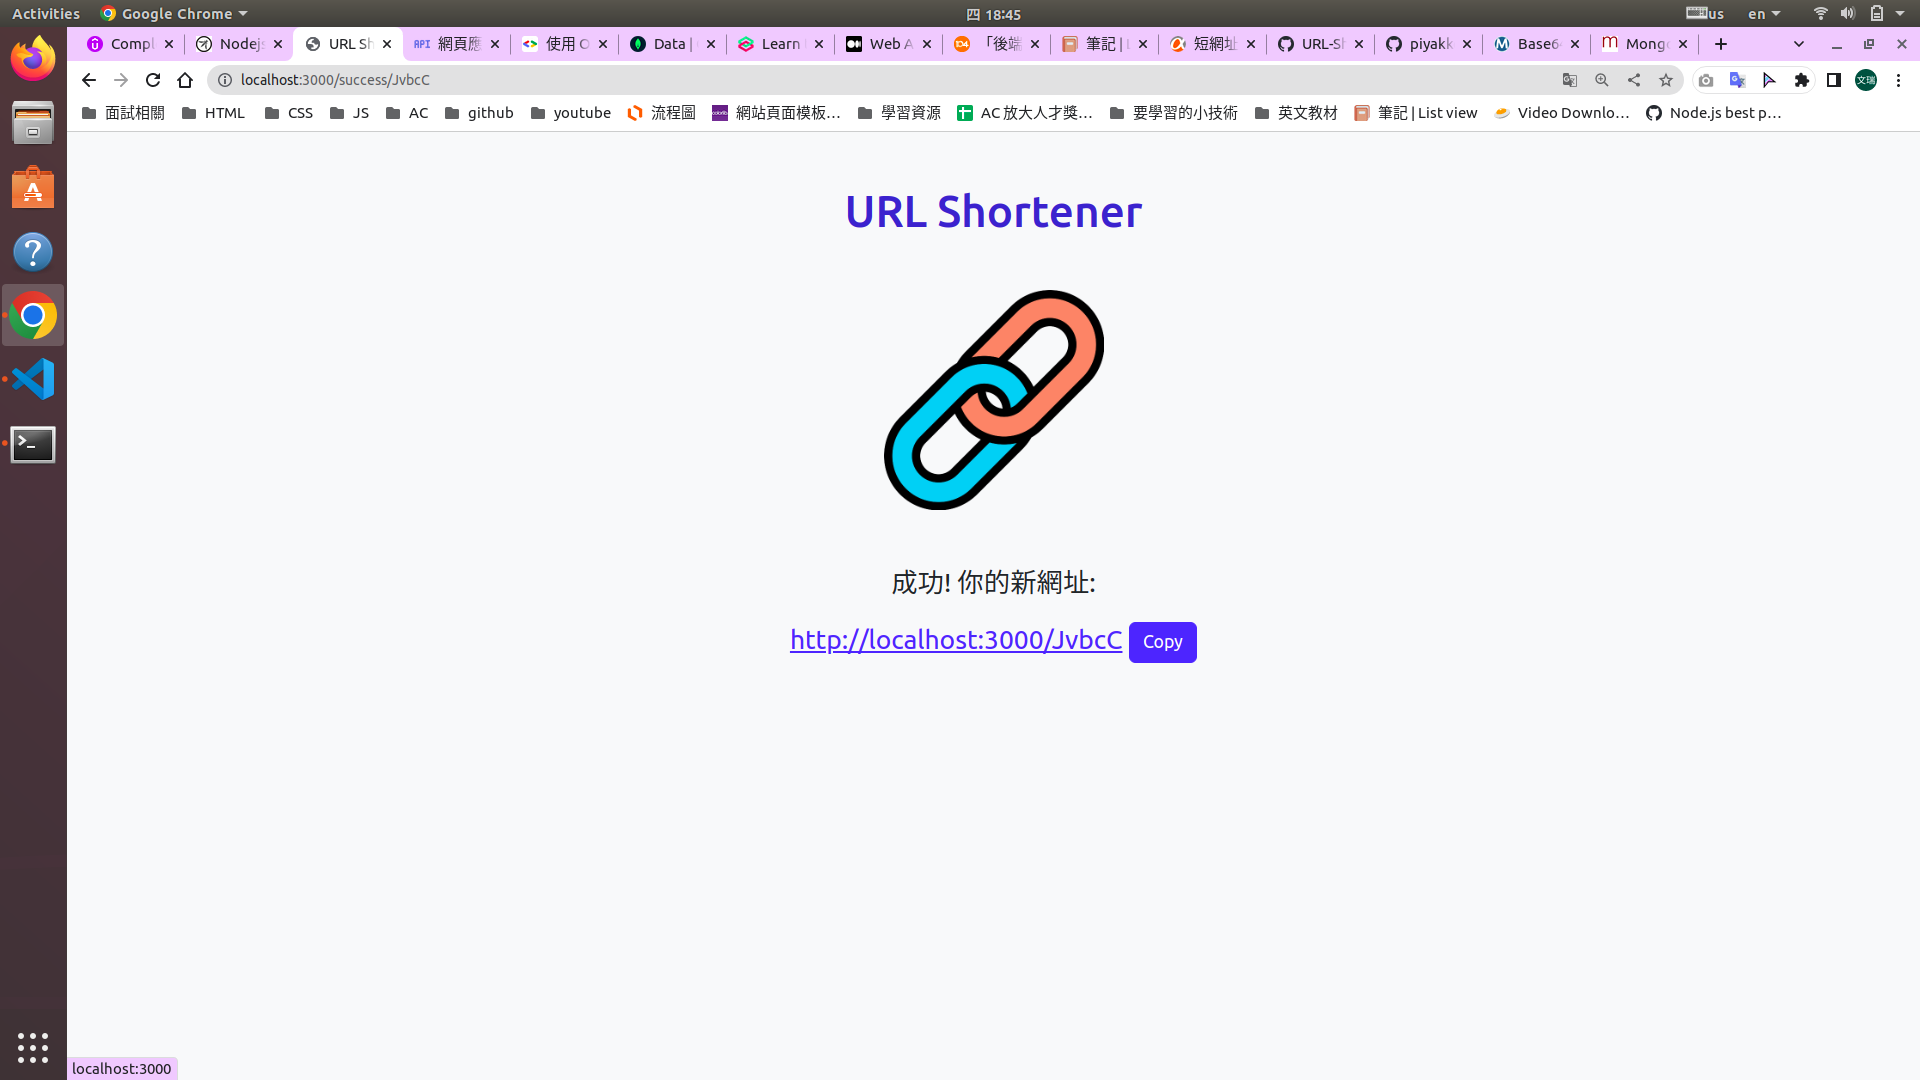 Activities Google Chrome 四 18:45 us en
Compl Nodejs URL Sh 網頁應 使用 Data | Learn Web A 「後端 筆記 | 短網址 URL-Sh piyakk Base6 Mongo
localhost:3000/success/JvbcC
面試相關 HTML CSS JS AC github youtube 流程圖 網站頁面模板… 學習資源 AC 放大人才獎… 要學習的小技術 英文教材 筆記 | List view Video Downlo… Node.js best p…
URL Shortener
成功! 你的新網址:
http://localhost:3000/JvbcC Copy
localhost:3000